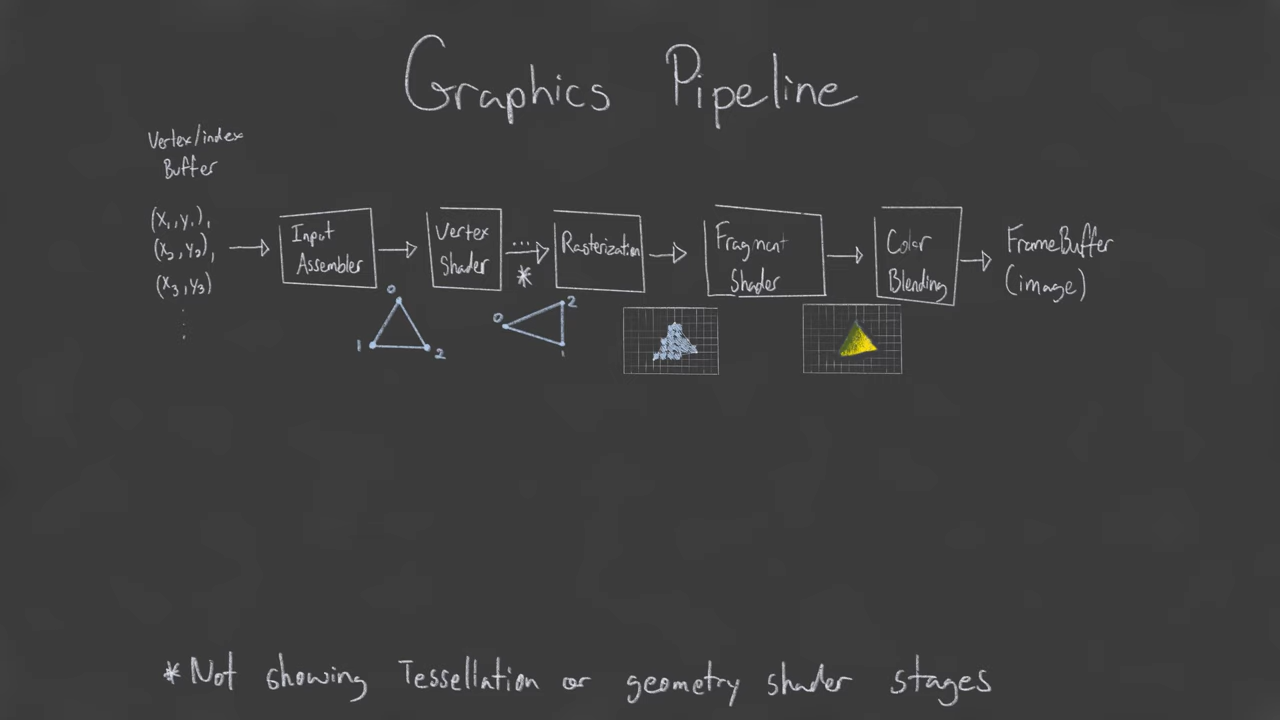 Graphics Pipeline
Vertex/index
Buffer
(x₁,y₁),
(x₂,y₂),
(x₃,y₃)
⋮
Input
Assembler
Vertex
Shader
...
*
Rasterization
Fragment
Shader
Color
Blending
FrameBuffer
(image)
0
1
2
0
2
1
*Not showing Tessellation or geometry shader stages